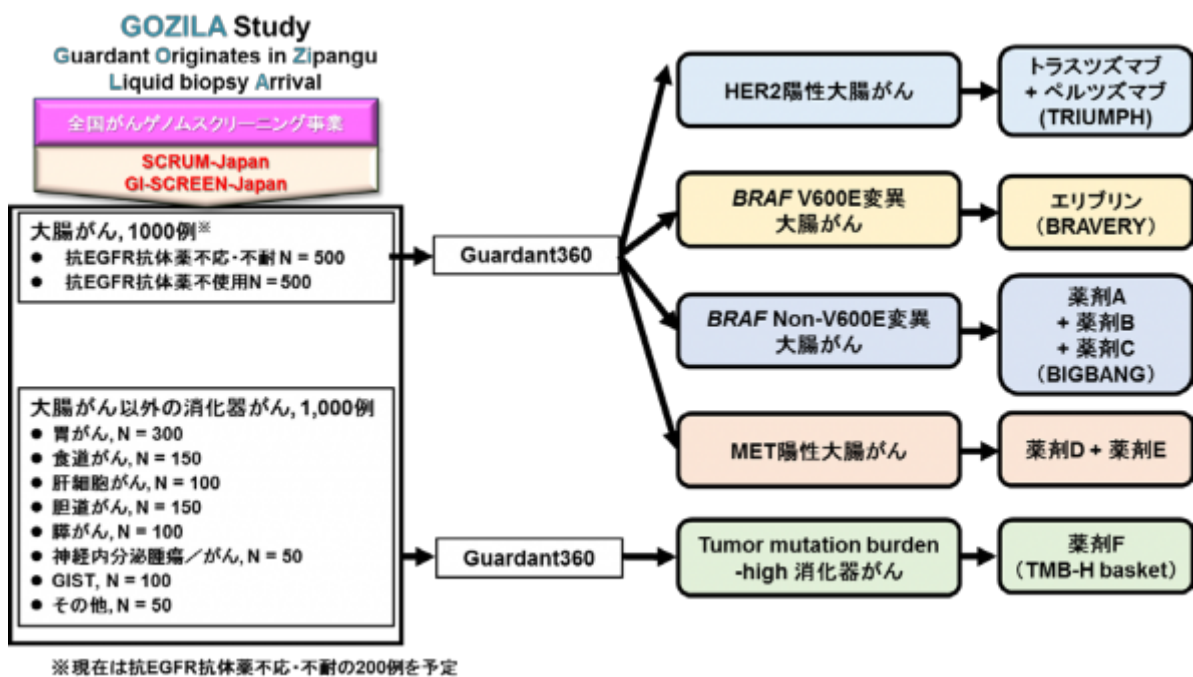 GOZILA Study
Guardant Originates in Zipangu
Liquid biopsy Arrival
全国がんゲノムスクリーニング事業
SCRUM-Japan
GI-SCREEN-Japan
大腸がん, 1000例※
● 抗EGFR抗体薬不応・不耐 N = 500
● 抗EGFR抗体薬不使用N = 500
大腸がん以外の消化器がん, 1,000例
● 胃がん, N = 300
● 食道がん, N = 150
● 肝細胞がん, N = 100
● 胆道がん, N = 150
● 膵がん, N = 100
● 神経内分泌腫瘍／がん, N = 50
● GIST, N = 100
● その他, N = 50
※現在は抗EGFR抗体薬不応・不耐の200例を予定
Guardant360
Guardant360
HER2陽性大腸がん
トラスツズマブ
+ ペルツズマブ
(TRIUMPH)
BRAF V600E変異
大腸がん
エリブリン
（BRAVERY）
BRAF Non-V600E変異
大腸がん
薬剤A
+ 薬剤B
+ 薬剤C
（BIGBANG）
MET陽性大腸がん
薬剤D + 薬剤E
Tumor mutation burden
-high 消化器がん
薬剤F
（TMB-H basket）